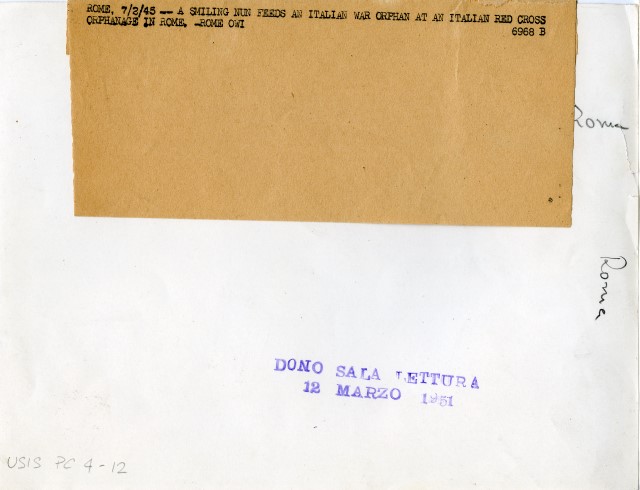 ROME, 7/2/45 -- A SMILING NUN FEEDS AN ITALIAN WAR ORPHAN AT AN ITALIAN RED CROSS
ORPHANAGE IN ROME. -ROME OWI
6968 B
Roma
Roma
DONO SALA LETTURA
12 MARZO 1951
USIS PC 4-12